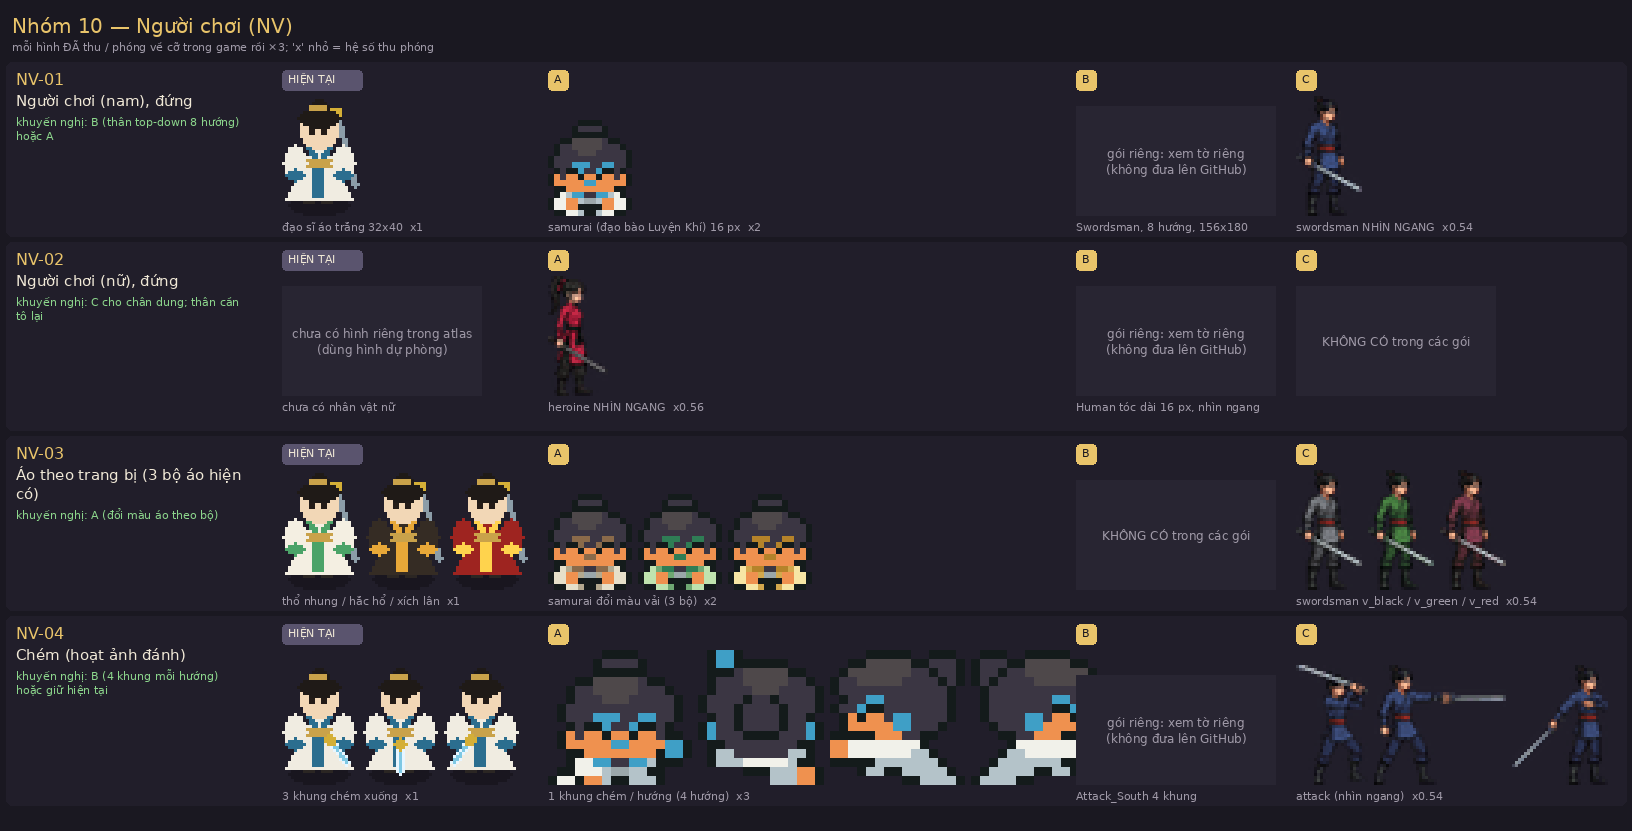 Nhóm 10 — Người chơi (NV)
mỗi hình ĐÃ thu / phóng về cỡ trong game rồi ×3; 'x' nhỏ = hệ số thu phóng
NV-01
Người chơi (nam), đứng
khuyến nghị: B (thân top-down 8 hướng)
hoặc A
HIỆN TẠI
đạo sĩ áo trắng 32x40 x1
A
samurai (đạo bào Luyện Khí) 16 px x2
B
gói riêng: xem tờ riêng
(không đưa lên GitHub)
Swordsman, 8 hướng, 156x180
C
swordsman NHÌN NGANG x0.54
NV-02
Người chơi (nữ), đứng
khuyến nghị: C cho chân dung; thân cần
tô lại
HIỆN TẠI
chưa có hình riêng trong atlas
(dùng hình dự phòng)
chưa có nhân vật nữ
A
heroine NHÌN NGANG x0.56
B
gói riêng: xem tờ riêng
(không đưa lên GitHub)
Human tóc dài 16 px, nhìn ngang
C
KHÔNG CÓ trong các gói
NV-03
Áo theo trang bị (3 bộ áo hiện
có)
khuyến nghị: A (đổi màu áo theo bộ)
HIỆN TẠI
thổ nhung / hắc hổ / xích lân x1
A
samurai đổi màu vải (3 bộ) x2
B
KHÔNG CÓ trong các gói
C
swordsman v_black / v_green / v_red x0.54
NV-04
Chém (hoạt ảnh đánh)
khuyến nghị: B (4 khung mỗi hướng)
hoặc giữ hiện tại
HIỆN TẠI
3 khung chém xuống x1
A
1 khung chém / hướng (4 hướng) x3
B
gói riêng: xem tờ riêng
(không đưa lên GitHub)
Attack_South 4 khung
C
attack (nhìn ngang) x0.54